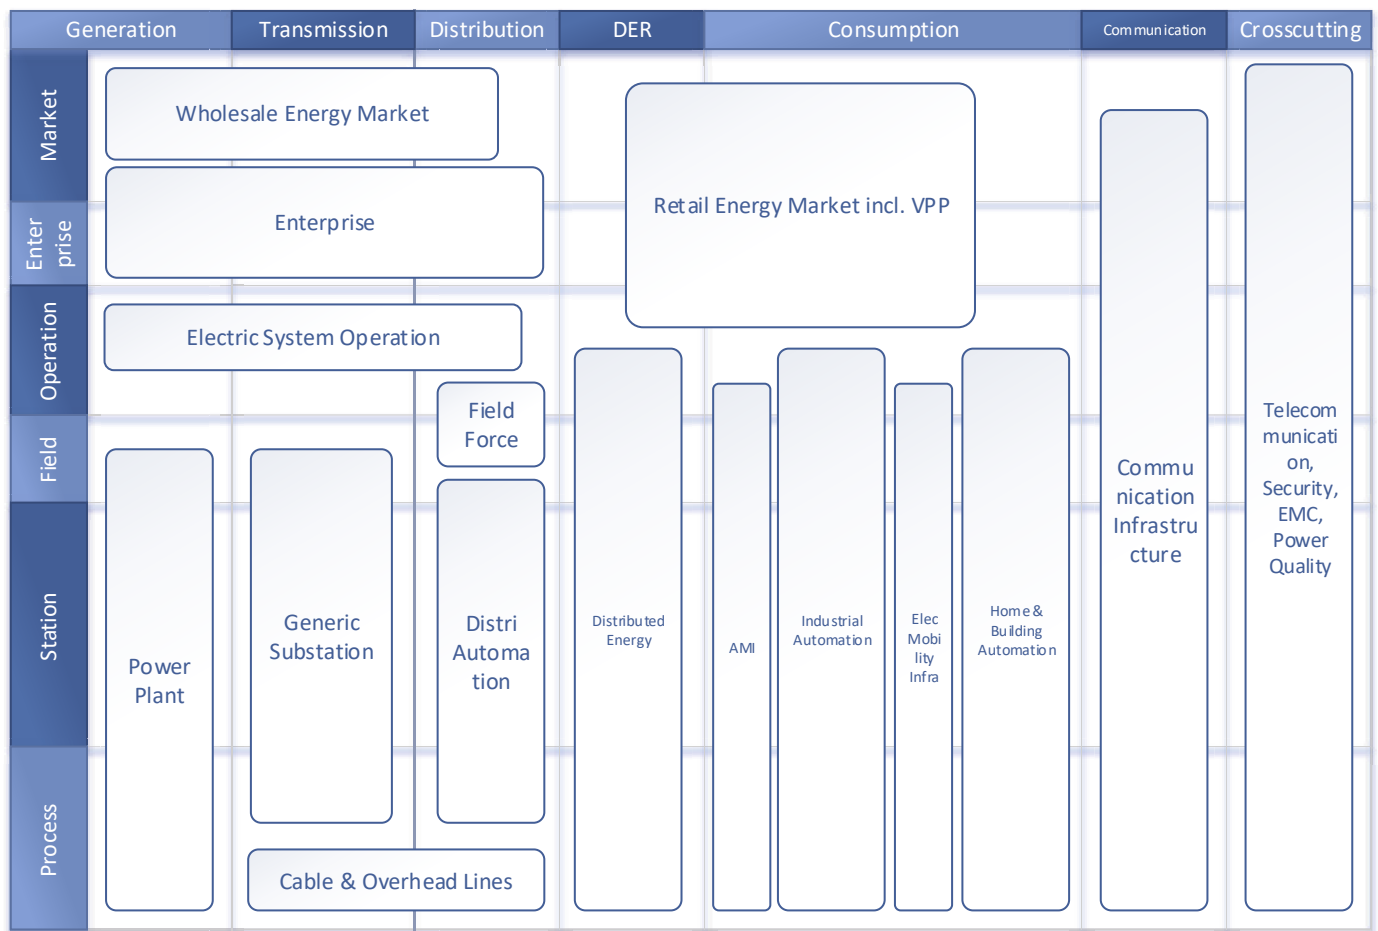 Generation
Transmission
Distribution
DER
Consumption
Communication
Crosscutting
Market
Enter
prise
Operation
Field
Station
Process
Wholesale Energy Market
Enterprise
Retail Energy Market incl. VPP
Electric System Operation
Field
Force
Power
Plant
Generic
Substation
Distri
Automa
tion
Cable & Overhead Lines
Distributed
Energy
AMI
Industrial
Automation
Elec
Mobi
lity
Infra
Home &
Building
Automation
Commu
nication
Infrastru
cture
Telecom
municati
on,
Security,
EMC,
Power
Quality